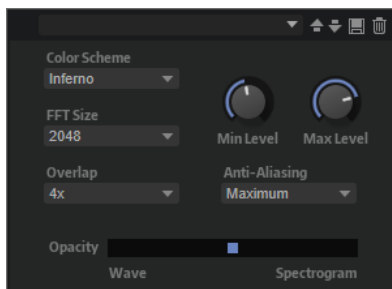 Color Scheme
Inferno
FFT Size
2048
Min Level
Max Level
Overlap
4x
Anti-Aliasing
Maximum
Opacity
Wave
Spectrogram